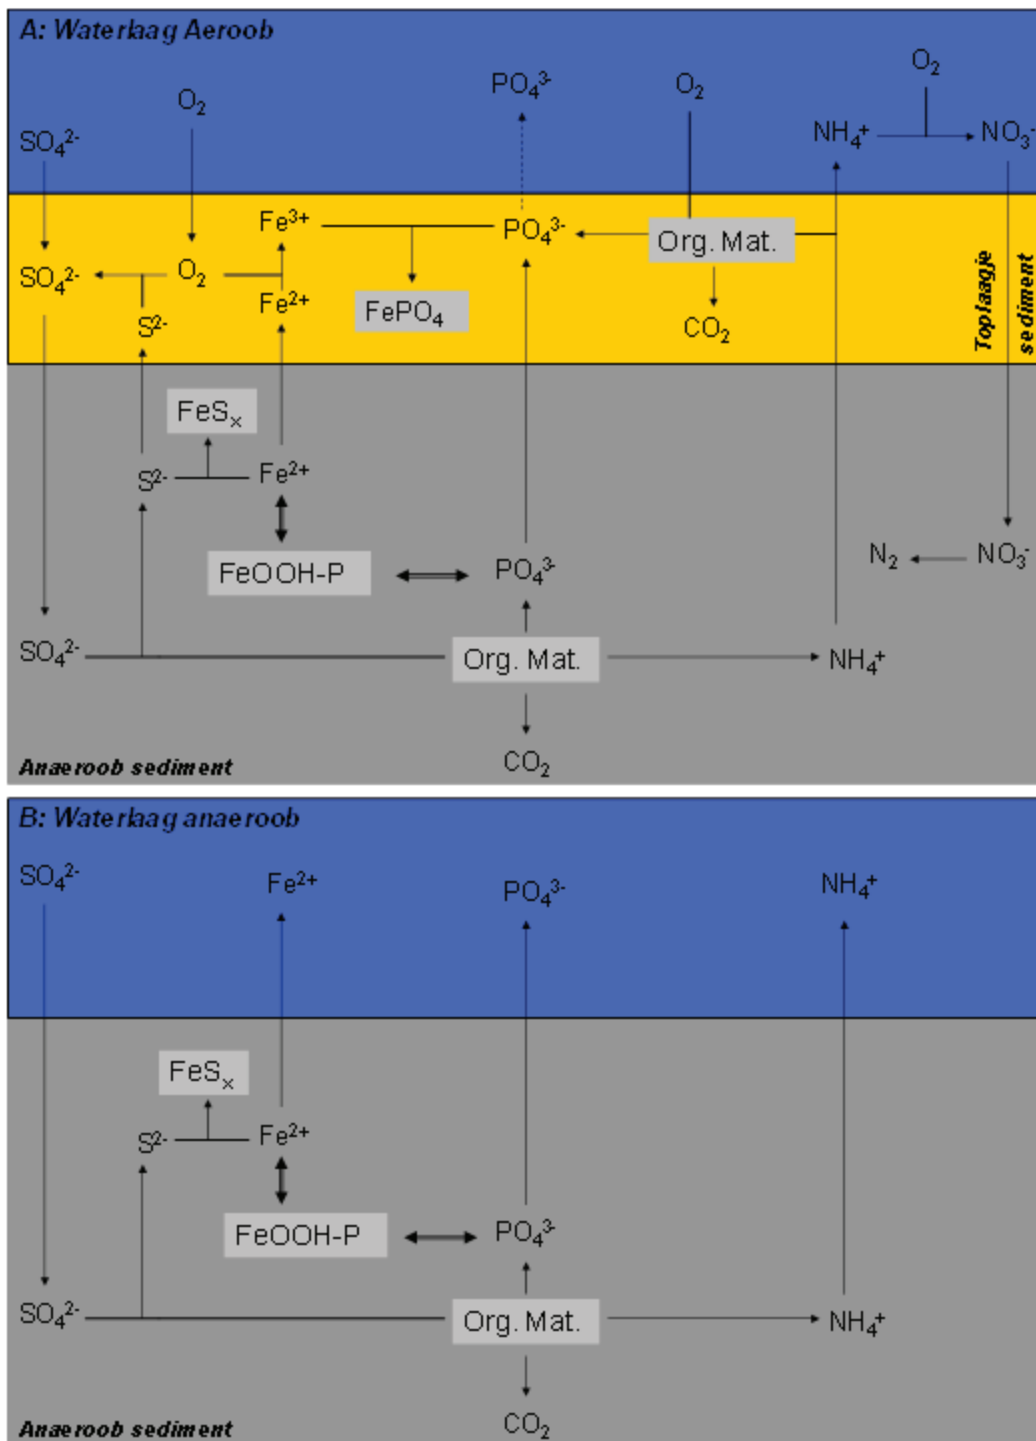 A: Waterlaag Aeroob
O₂
PO₄³⁻
O₂
O₂
SO₄²⁻
NH₄⁺
NO₃⁻
Fe³⁺
PO₄³⁻
Org. Mat.
SO₄²⁻
O₂
Fe²⁺
FePO₄
CO₂
S²⁻
Toplaagje
sediment
FeSₓ
S²⁻
Fe²⁺
FeOOH-P
PO₄³⁻
N₂
NO₃⁻
SO₄²⁻
Org. Mat.
NH₄⁺
CO₂
Anaeroob sediment
B: Waterlaag anaeroob
SO₄²⁻
Fe²⁺
PO₄³⁻
NH₄⁺
FeSₓ
S²⁻
Fe²⁺
FeOOH-P
PO₄³⁻
SO₄²⁻
Org. Mat.
NH₄⁺
CO₂
Anaeroob sediment